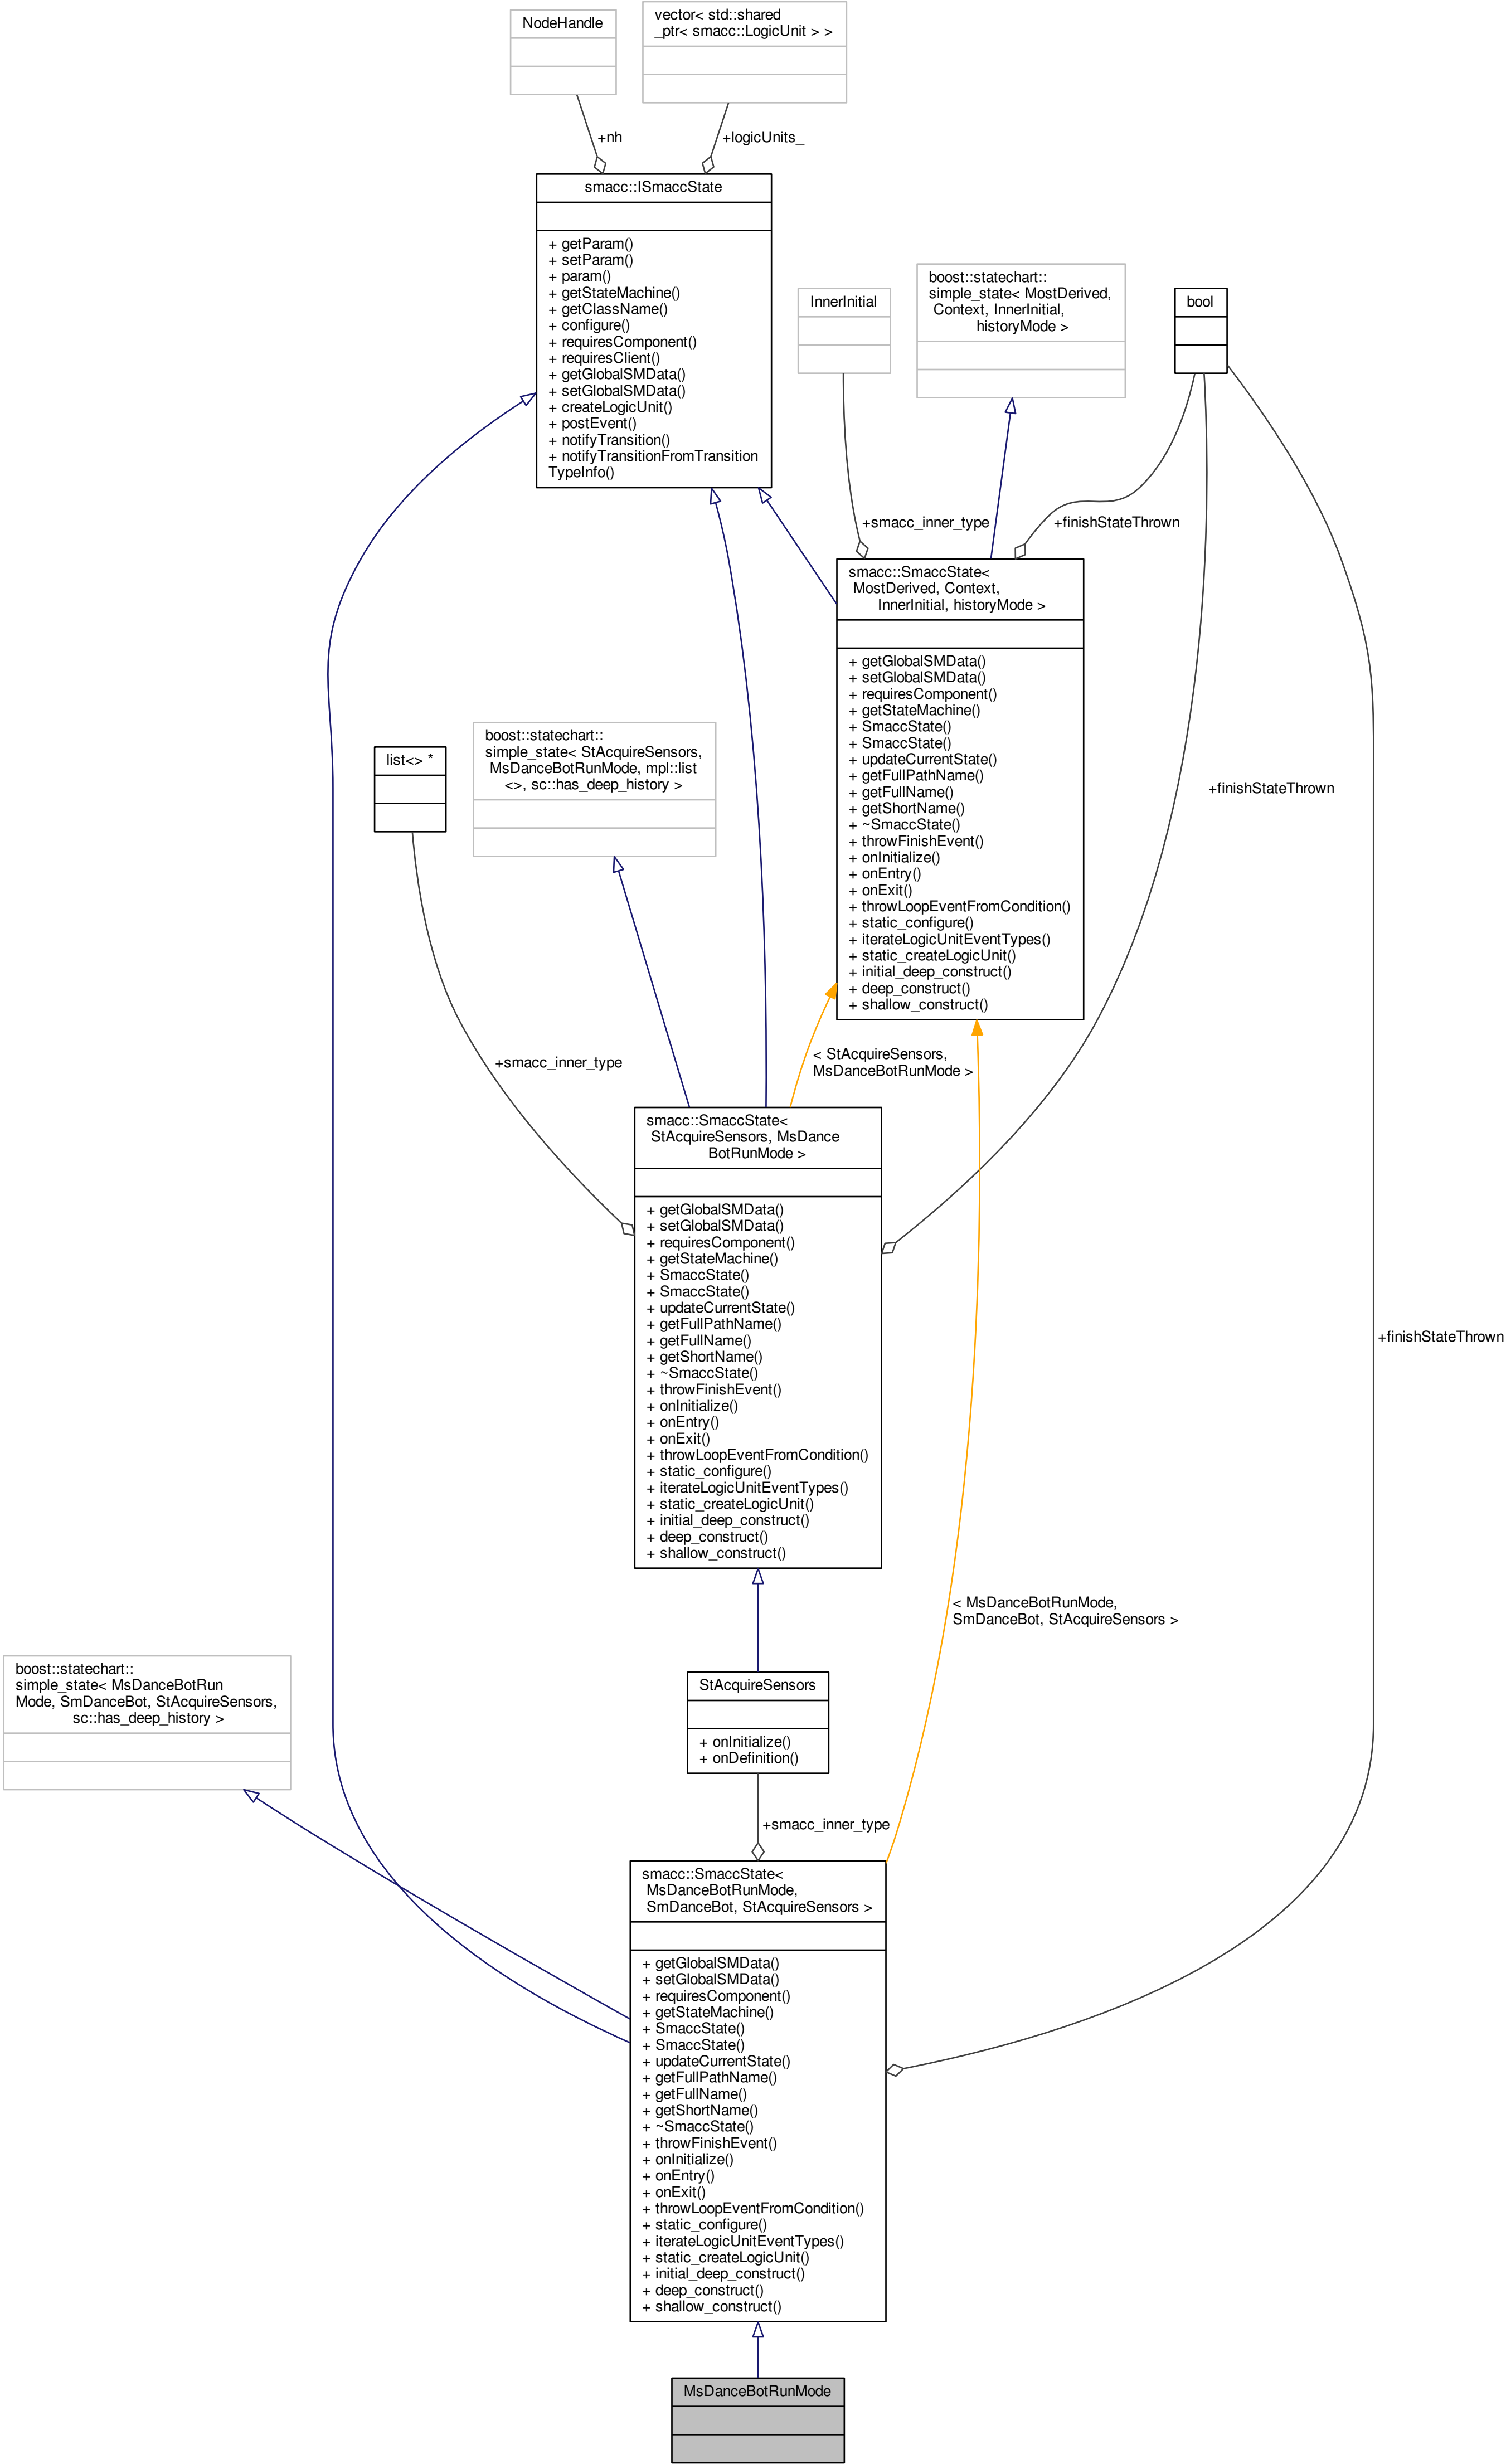 NodeHandle
vector< std::shared
_ptr< smacc::LogicUnit > >
+nh
+logicUnits_
smacc::ISmaccState
+ getParam()
+ setParam()
+ param()
+ getStateMachine()
+ getClassName()
+ configure()
+ requiresComponent()
+ requiresClient()
+ getGlobalSMData()
+ setGlobalSMData()
+ createLogicUnit()
+ postEvent()
+ notifyTransition()
+ notifyTransitionFromTransition
TypeInfo()
InnerInitial
boost::statechart::
simple_state< MostDerived,
Context, InnerInitial,
historyMode >
bool
+smacc_inner_type
+finishStateThrown
smacc::SmaccState<
MostDerived, Context,
InnerInitial, historyMode >
+ getGlobalSMData()
+ setGlobalSMData()
+ requiresComponent()
+ getStateMachine()
+ SmaccState()
+ SmaccState()
+ updateCurrentState()
+ getFullPathName()
+ getFullName()
+ getShortName()
+ ~SmaccState()
+ throwFinishEvent()
+ onInitialize()
+ onEntry()
+ onExit()
+ throwLoopEventFromCondition()
+ static_configure()
+ iterateLogicUnitEventTypes()
+ static_createLogicUnit()
+ initial_deep_construct()
+ deep_construct()
+ shallow_construct()
list<> *
boost::statechart::
simple_state< StAcquireSensors,
MsDanceBotRunMode, mpl::list
<>, sc::has_deep_history >
+finishStateThrown
+smacc_inner_type
< StAcquireSensors,
MsDanceBotRunMode >
smacc::SmaccState<
StAcquireSensors, MsDance
BotRunMode >
+ getGlobalSMData()
+ setGlobalSMData()
+ requiresComponent()
+ getStateMachine()
+ SmaccState()
+ SmaccState()
+ updateCurrentState()
+ getFullPathName()
+ getFullName()
+ getShortName()
+ ~SmaccState()
+ throwFinishEvent()
+ onInitialize()
+ onEntry()
+ onExit()
+ throwLoopEventFromCondition()
+ static_configure()
+ iterateLogicUnitEventTypes()
+ static_createLogicUnit()
+ initial_deep_construct()
+ deep_construct()
+ shallow_construct()
+finishStateThrown
< MsDanceBotRunMode,
SmDanceBot, StAcquireSensors >
boost::statechart::
simple_state< MsDanceBotRun
Mode, SmDanceBot, StAcquireSensors,
sc::has_deep_history >
StAcquireSensors
+ onInitialize()
+ onDefinition()
+smacc_inner_type
smacc::SmaccState<
MsDanceBotRunMode,
SmDanceBot, StAcquireSensors >
+ getGlobalSMData()
+ setGlobalSMData()
+ requiresComponent()
+ getStateMachine()
+ SmaccState()
+ SmaccState()
+ updateCurrentState()
+ getFullPathName()
+ getFullName()
+ getShortName()
+ ~SmaccState()
+ throwFinishEvent()
+ onInitialize()
+ onEntry()
+ onExit()
+ throwLoopEventFromCondition()
+ static_configure()
+ iterateLogicUnitEventTypes()
+ static_createLogicUnit()
+ initial_deep_construct()
+ deep_construct()
+ shallow_construct()
MsDanceBotRunMode